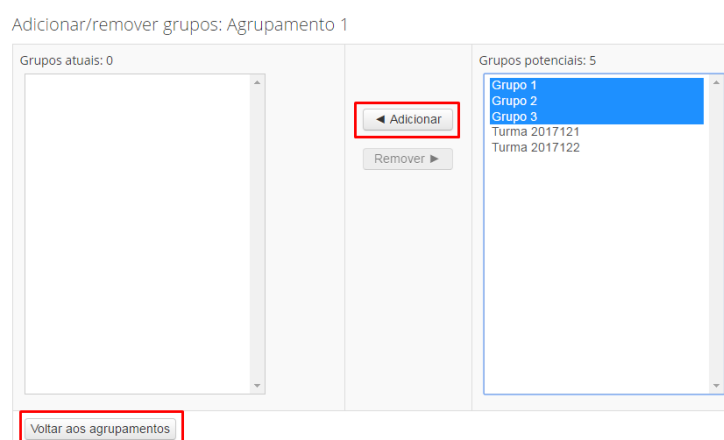 Adicionar/remover grupos: Agrupamento 1
Grupos atuais: 0
◄ Adicionar
Remover ►
Grupos potenciais: 5
Grupo 1
Grupo 2
Grupo 3
Turma 2017121
Turma 2017122
Voltar aos agrupamentos